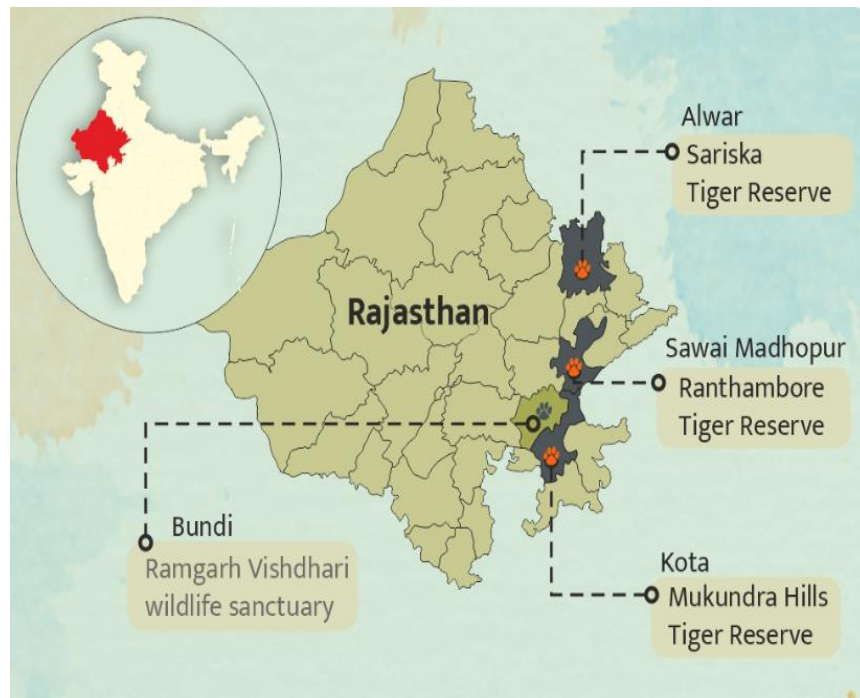 Alwar
Sariska
Tiger Reserve
Rajasthan
Sawai Madhopur
Ranthambore
Tiger Reserve
Bundi
Ramgarh Vishdhari
wildlife sanctuary
Kota
Mukundra Hills
Tiger Reserve